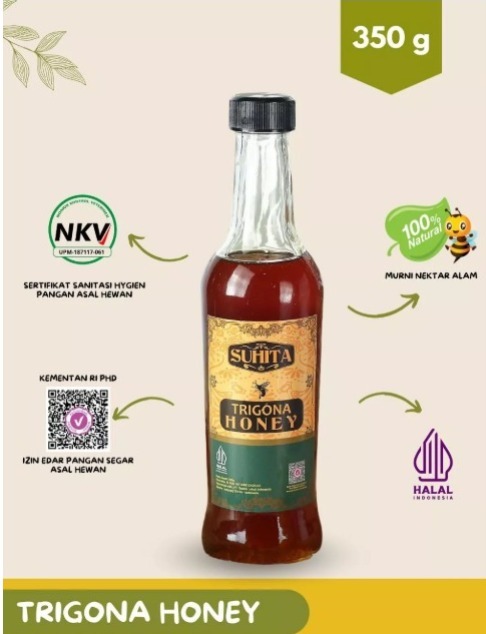 350 g
NKV
UPM-187117-061
SERTIFIKAT SANITASI HYGIEN
PANGAN ASAL HEWAN
100%
Natural
MURNI NEKTAR ALAM
SUHITA
TRIGONA
HONEY
KEMENTAN RI PHD
IZIN EDAR PANGAN SEGAR
ASAL HEWAN
HALAL
INDONESIA
TRIGONA HONEY